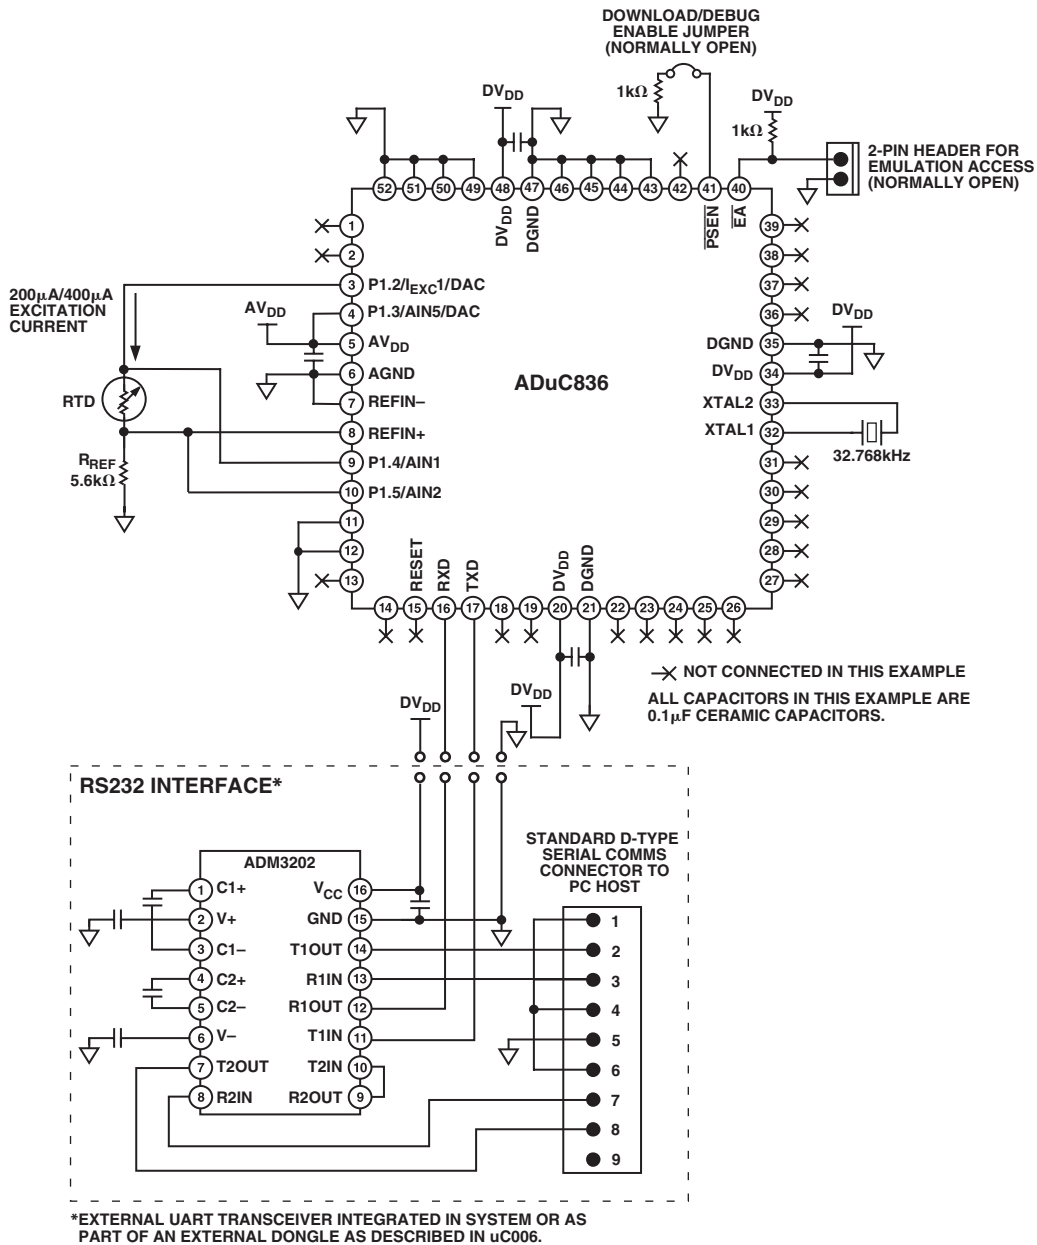 DOWNLOAD/DEBUG
ENABLE JUMPER
(NORMALLY OPEN)
1kΩ
DVDD
DVDD
1kΩ
2-PIN HEADER FOR
EMULATION ACCESS
(NORMALLY OPEN)
52 51 50 49 48 47 46 45 44 43 42 41 40
DVDD
DGND
PSEN
EA
1
2
3 P1.2/IEXC1/DAC
4 P1.3/AIN5/DAC
5 AVDD
6 AGND
7 REFIN–
8 REFIN+
9 P1.4/AIN1
10 P1.5/AIN2
11
12
13
200µA/400µA
EXCITATION
CURRENT
AVDD
RTD
RREF
5.6kΩ
ADuC836
39
38
37
36
DGND 35
DVDD 34
XTAL2 33
XTAL1 32
31
30
29
28
27
DVDD
32.768kHz
RESET
RXD
TXD
DVDD
DGND
14 15 16 17 18 19 20 21 22 23 24 25 26
NOT CONNECTED IN THIS EXAMPLE
ALL CAPACITORS IN THIS EXAMPLE ARE
0.1µF CERAMIC CAPACITORS.
DVDD
DVDD
RS232 INTERFACE*
ADM3202
1 C1+
2 V+
3 C1–
4 C2+
5 C2–
6 V–
7 T2OUT
8 R2IN
VCC 16
GND 15
T1OUT 14
R1IN 13
R1OUT 12
T1IN 11
T2IN 10
R2OUT 9
STANDARD D-TYPE
SERIAL COMMS
CONNECTOR TO
PC HOST
1
2
3
4
5
6
7
8
9
*EXTERNAL UART TRANSCEIVER INTEGRATED IN SYSTEM OR AS
PART OF AN EXTERNAL DONGLE AS DESCRIBED IN uC006.